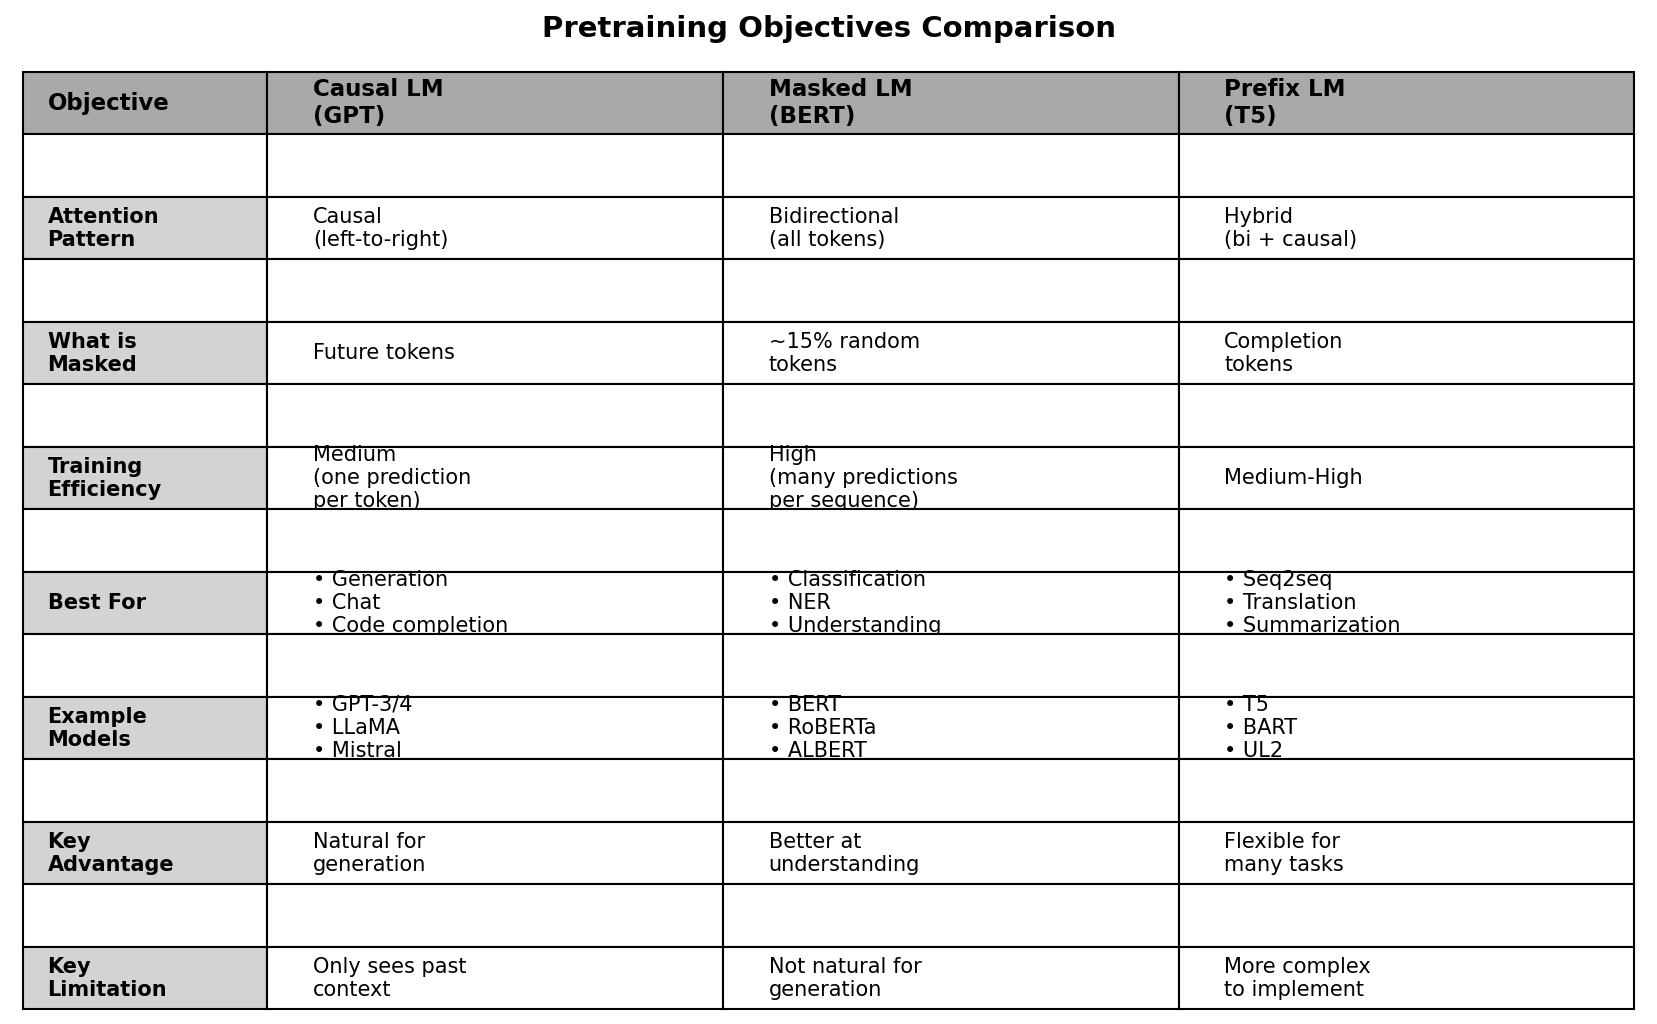 Pretraining Objectives Comparison
Objective
Causal LM
(GPT)
Masked LM
(BERT)
Prefix LM
(T5)
Attention
Pattern
Causal
(left-to-right)
Bidirectional
(all tokens)
Hybrid
(bi + causal)
What is
Masked
Future tokens
~15% random
tokens
Completion
tokens
Training
Efficiency
Medium
(one prediction
per token)
High
(many predictions
per sequence)
Medium-High
Best For
• Generation
• Chat
• Code completion
• Classification
• NER
• Understanding
• Seq2seq
• Translation
• Summarization
Example
Models
• GPT-3/4
• LLaMA
• Mistral
• BERT
• RoBERTa
• ALBERT
• T5
• BART
• UL2
Key
Advantage
Natural for
generation
Better at
understanding
Flexible for
many tasks
Key
Limitation
Only sees past
context
Not natural for
generation
More complex
to implement